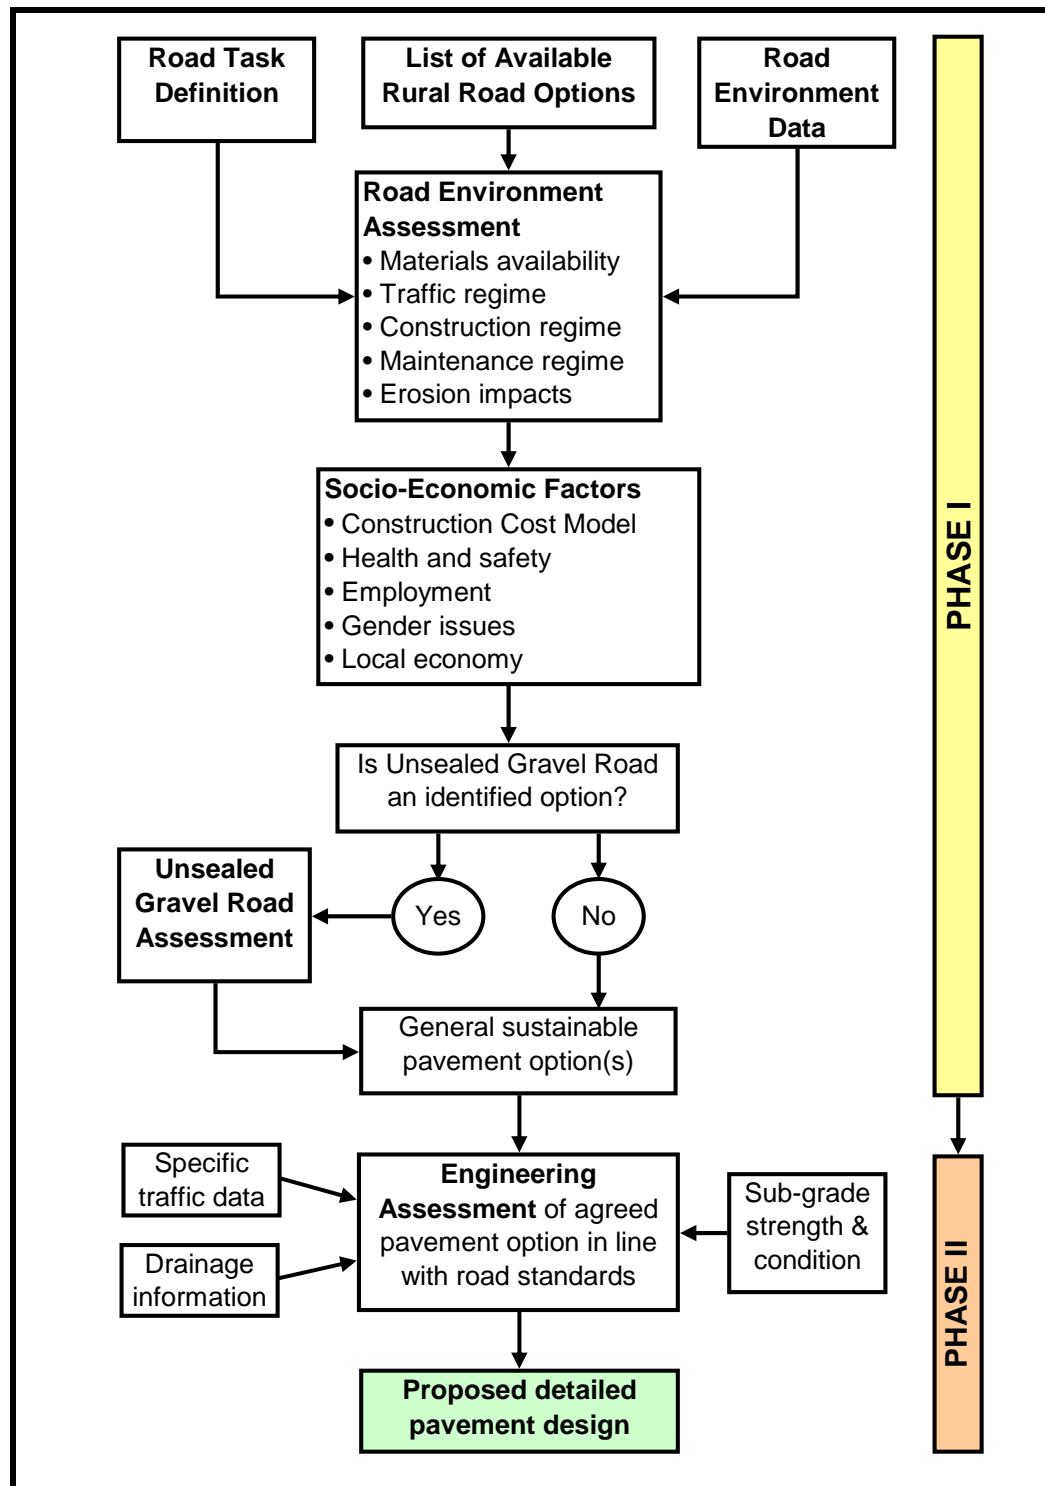 Road Task
Definition
List of Available
Rural Road Options
Road
Environment
Data
Road Environment
Assessment
• Materials availability
• Traffic regime
• Construction regime
• Maintenance regime
• Erosion impacts
Socio-Economic Factors
• Construction Cost Model
• Health and safety
• Employment
• Gender issues
• Local economy
Is Unsealed Gravel Road
an identified option?
Unsealed
Gravel Road
Assessment
Yes
No
General sustainable
pavement option(s)
PHASE I
Specific
traffic data
Drainage
information
Engineering
Assessment of agreed
pavement option in line
with road standards
Sub-grade
strength &
condition
Proposed detailed
pavement design
PHASE II